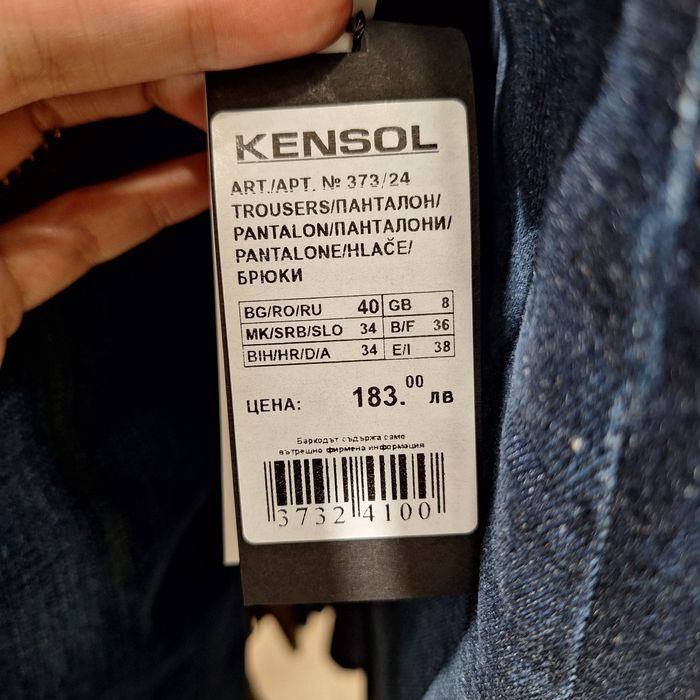 KENSOL
ART./АРТ. № 373/24
TROUSERS/ПАНТАЛОН/
PANTALON/ПАНТАЛОНИ/
PANTALONE/HLAČE/
БРЮКИ
BG/RO/RU 40 GB 8
MK/SRB/SLO 34 B/F 36
BIH/HR/D/A 34 E/I 38
ЦЕНА: 183.00 лв
Баркодът съдържа само
вътрешно фирмена информация
3732 4100